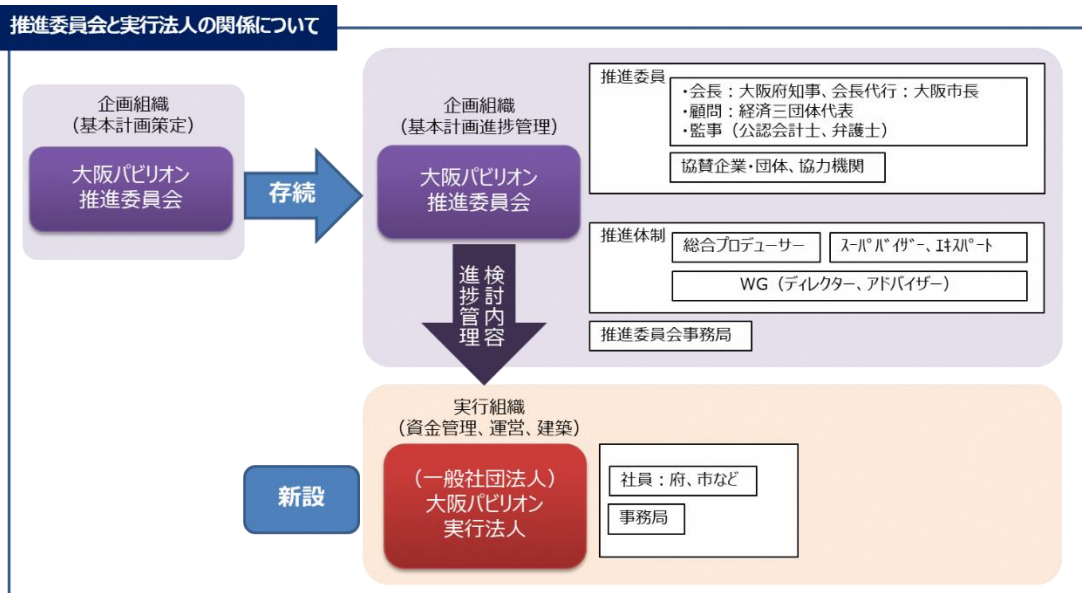 推進委員会と実行法人の関係について
企画組織
(基本計画策定)
大阪パビリオン
推進委員会
存続
企画組織
(基本計画進捗管理)
大阪パビリオン
推進委員会
推進委員
・会長：大阪府知事、会長代行：大阪市長
・顧問：経済三団体代表
・監事（公認会計士、弁護士）
協賛企業・団体、協力機関
推進体制
総合プロデューサー
ｽｰﾊﾟﾊﾞｲｻﾞｰ、ｴｷｽﾊﾟｰﾄ
WG（ディレクター、アドバイザー）
推進委員会事務局
検討内容
進捗管理
実行組織
(資金管理、運営、建築)
新設
(一般社団法人)
大阪パビリオン
実行法人
社員：府、市など
事務局